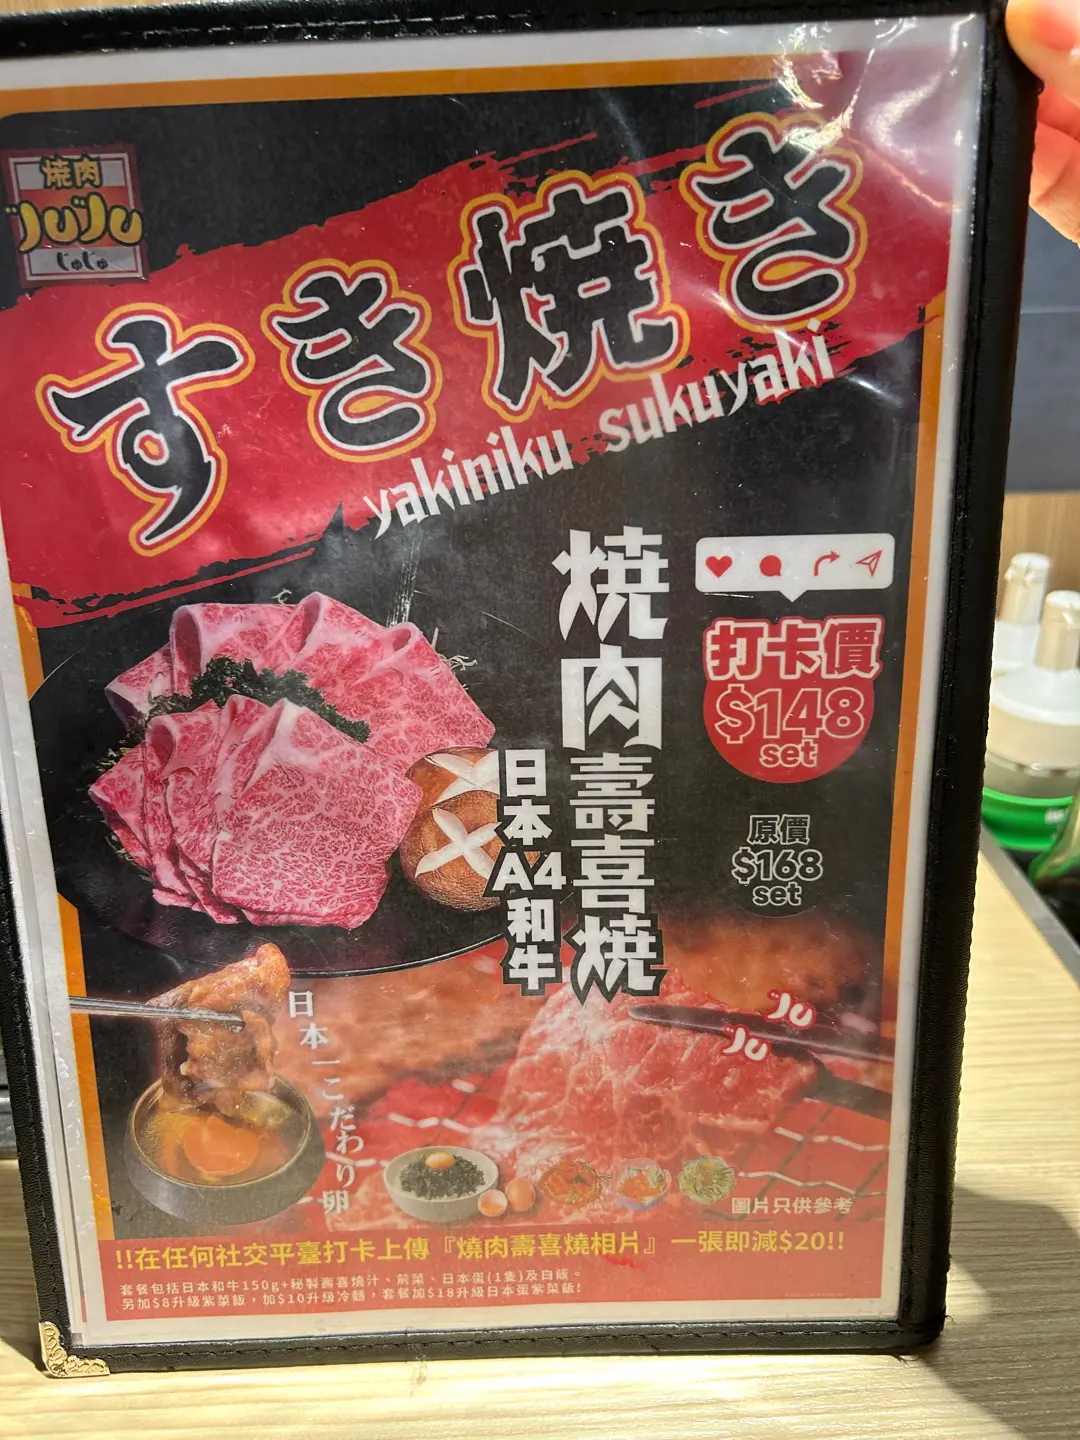 焼肉
JUJU
じゅじゅ
すき焼き
yakiniku sukuyaki
燒肉壽喜燒
日本A4和牛
打卡價
$148
set
原價
$168
set
日本一こだわり卵
JU
JU
圖片只供參考
!!在任何社交平臺打卡上傳『燒肉壽喜燒相片』一張即減$20!!
套餐包括日本和牛150g+秘製壽喜燒汁、前菜、日本蛋(1隻)及白飯。
另加$8升級紫菜飯，加$10升級冷麵，套餐加$18升級日本蛋紫菜飯!